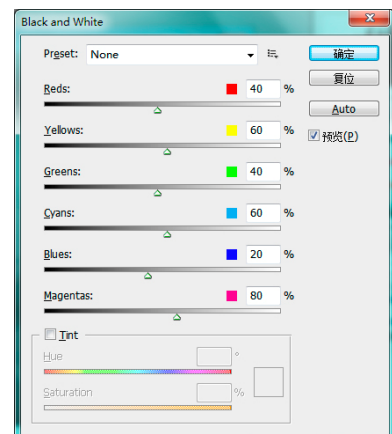 Black and White
Preset: None
确定
Reds: 40 %
复位
Yellows: 60 %
Auto
预览(P)
Greens: 40 %
Cyans: 60 %
Blues: 20 %
Magentas: 80 %
Tint
Hue °
Saturation %